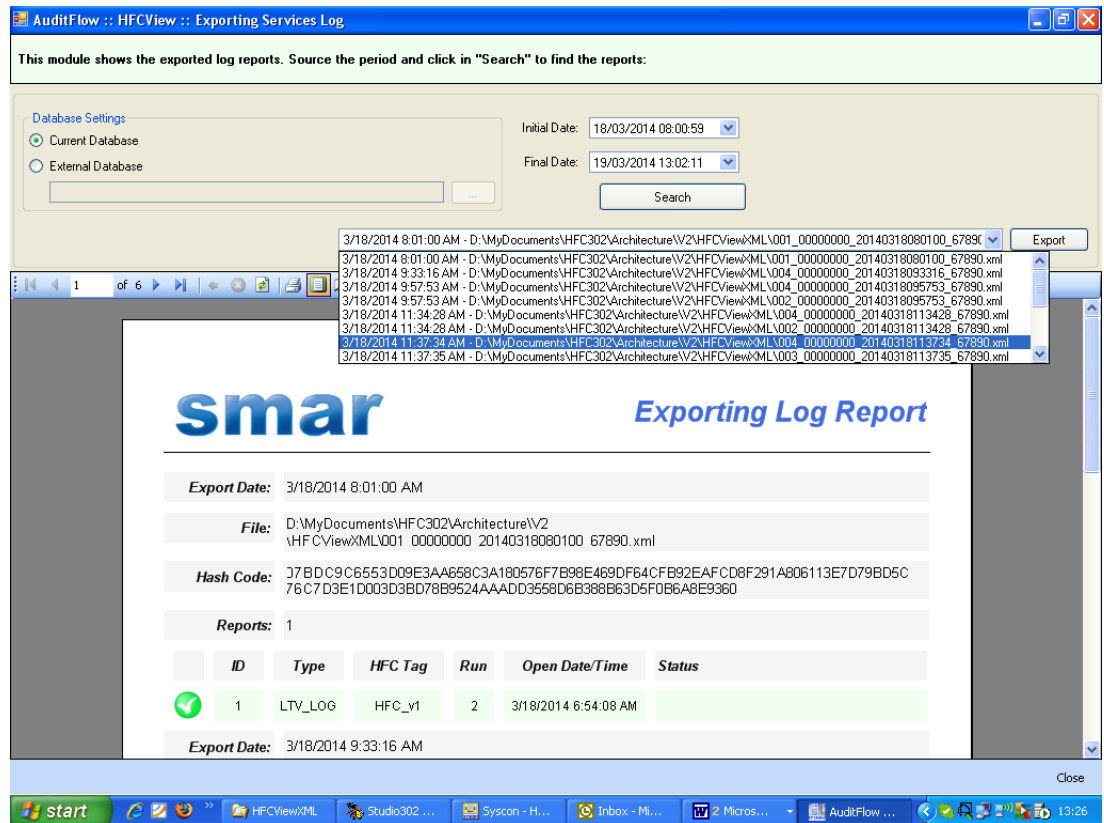 AuditFlow :: HFCView :: Exporting Services Log
This module shows the exported log reports. Source the period and click in "Search" to find the reports:
Database Settings
Current Database
External Database
...
Initial Date: 18/03/2014 08:00:59
Final Date: 19/03/2014 13:02:11
Search
3/18/2014 8:01:00 AM - D:\MyDocuments\HFC302\Architecture\V2\HFCViewXML\001_00000000_20140318080100_6789(
Export
3/18/2014 8:01:00 AM - D:\MyDocuments\HFC302\Architecture\V2\HFCViewXML\001_00000000_20140318080100_67890.xml
3/18/2014 9:33:16 AM - D:\MyDocuments\HFC302\Architecture\V2\HFCViewXML\004_00000000_20140318093316_67890.xml
3/18/2014 9:57:53 AM - D:\MyDocuments\HFC302\Architecture\V2\HFCViewXML\004_00000000_20140318095753_67890.xml
3/18/2014 9:57:53 AM - D:\MyDocuments\HFC302\Architecture\V2\HFCViewXML\002_00000000_20140318095753_67890.xml
3/18/2014 11:34:28 AM - D:\MyDocuments\HFC302\Architecture\V2\HFCViewXML\004_00000000_20140318113428_67890.xml
3/18/2014 11:34:28 AM - D:\MyDocuments\HFC302\Architecture\V2\HFCViewXML\002_00000000_20140318113428_67890.xml
3/18/2014 11:37:34 AM - D:\MyDocuments\HFC302\Architecture\V2\HFCViewXML\004_00000000_20140318113734_67890.xml
3/18/2014 11:37:35 AM - D:\MyDocuments\HFC302\Architecture\V2\HFCViewXML\003_00000000_20140318113735_67890.xml
1 of 6
smar Exporting Log Report
Export Date: 3/18/2014 8:01:00 AM
File: D:\MyDocuments\HFC302\Architecture\V2
\HFCViewXML\001_00000000_20140318080100_67890.xml
Hash Code: 07BDC9C6553D09E3AA658C3A180576F7B98E469DF64CFB92EAFCD8F291A806113E7D79BD5C
76C7D3E1D003D3BD78B9524AAADD3558D6B388B63D5F0B6A8E9360
Reports: 1
ID Type HFC Tag Run Open Date/Time Status
1 LTV_LOG HFC_v1 2 3/18/2014 6:54:08 AM
Export Date: 3/18/2014 9:33:16 AM
Close
start HFCViewXML Studio302 ... Syscon - H... Inbox - Mi... 2 Micros... AuditFlow ... 13:26